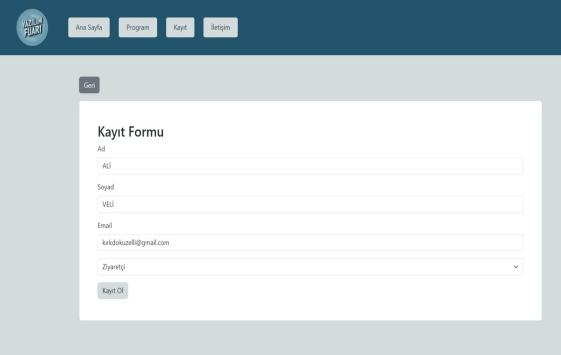 YAZILIM
FUARI
Ana Sayfa
Program
Kayıt
İletişim
Geri
Kayıt Formu
Ad
ALİ
Soyad
VELİ
Email
kırkdokuzelli@gmail.com
Ziyaretçi
Kayıt Ol